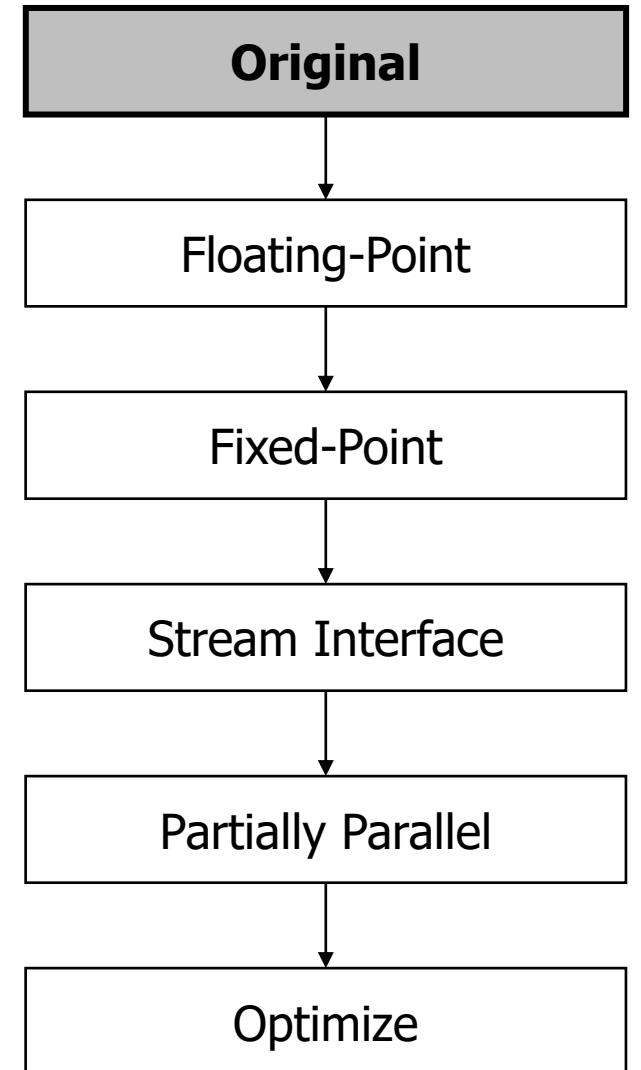 Original
Floating-Point
Fixed-Point
Stream Interface
Partially Parallel
Optimize